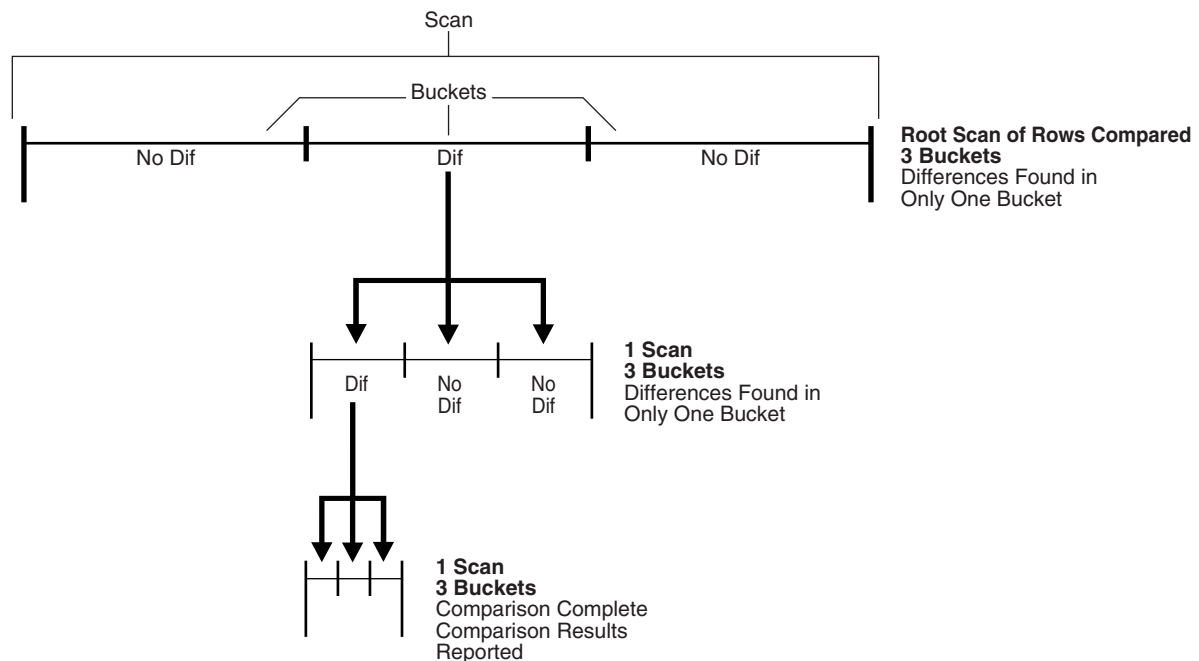 Scan
Buckets
No Dif
Dif
No Dif
Root Scan of Rows Compared
3 Buckets
Differences Found in
Only One Bucket
Dif
No
Dif
No
Dif
1 Scan
3 Buckets
Differences Found in
Only One Bucket
1 Scan
3 Buckets
Comparison Complete
Comparison Results
Reported